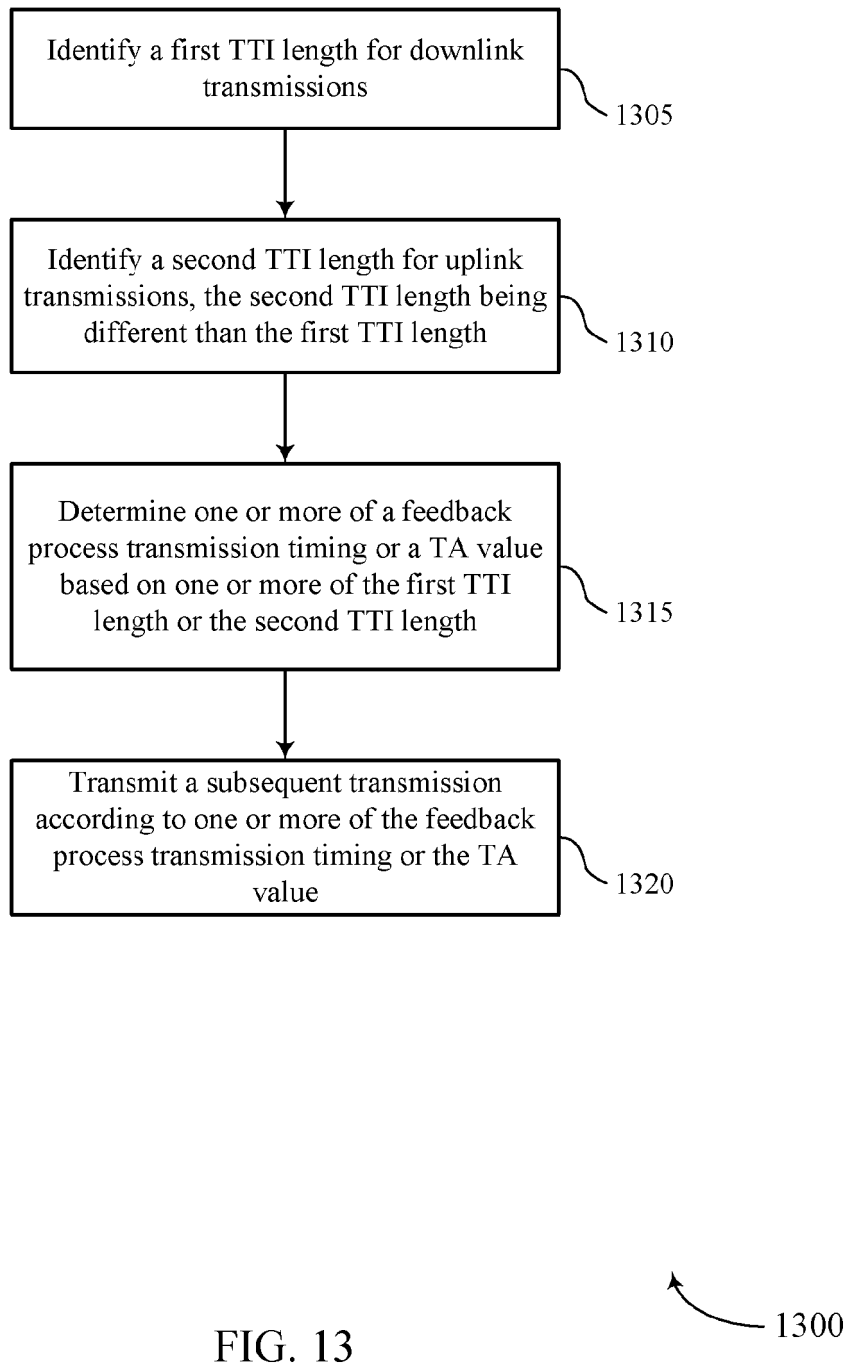 Identify a first TTI length for downlink
transmissions
1305
Identify a second TTI length for uplink
transmissions, the second TTI length being
different than the first TTI length
1310
Determine one or more of a feedback
process transmission timing or a TA value
based on one or more of the first TTI
length or the second TTI length
1315
Transmit a subsequent transmission
according to one or more of the feedback
process transmission timing or the TA
value
1320
1300
FIG. 13